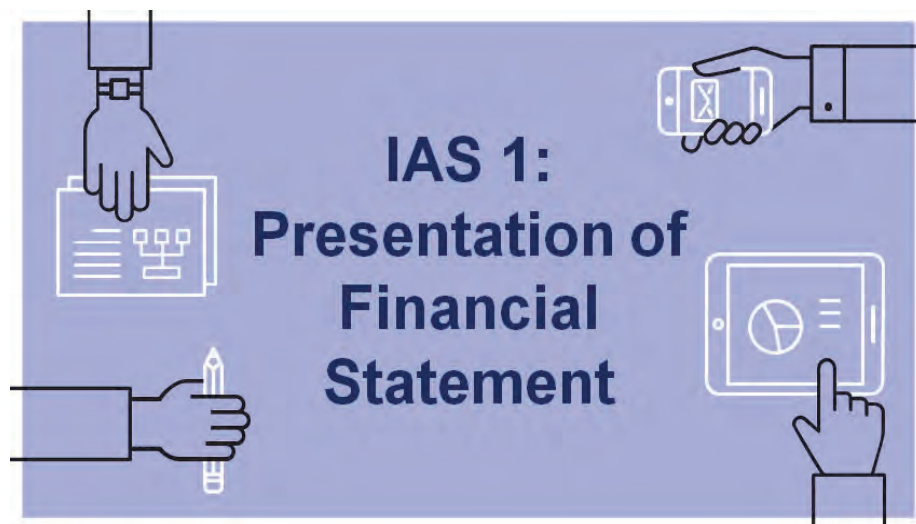 IAS 1:
Presentation of
Financial
Statement